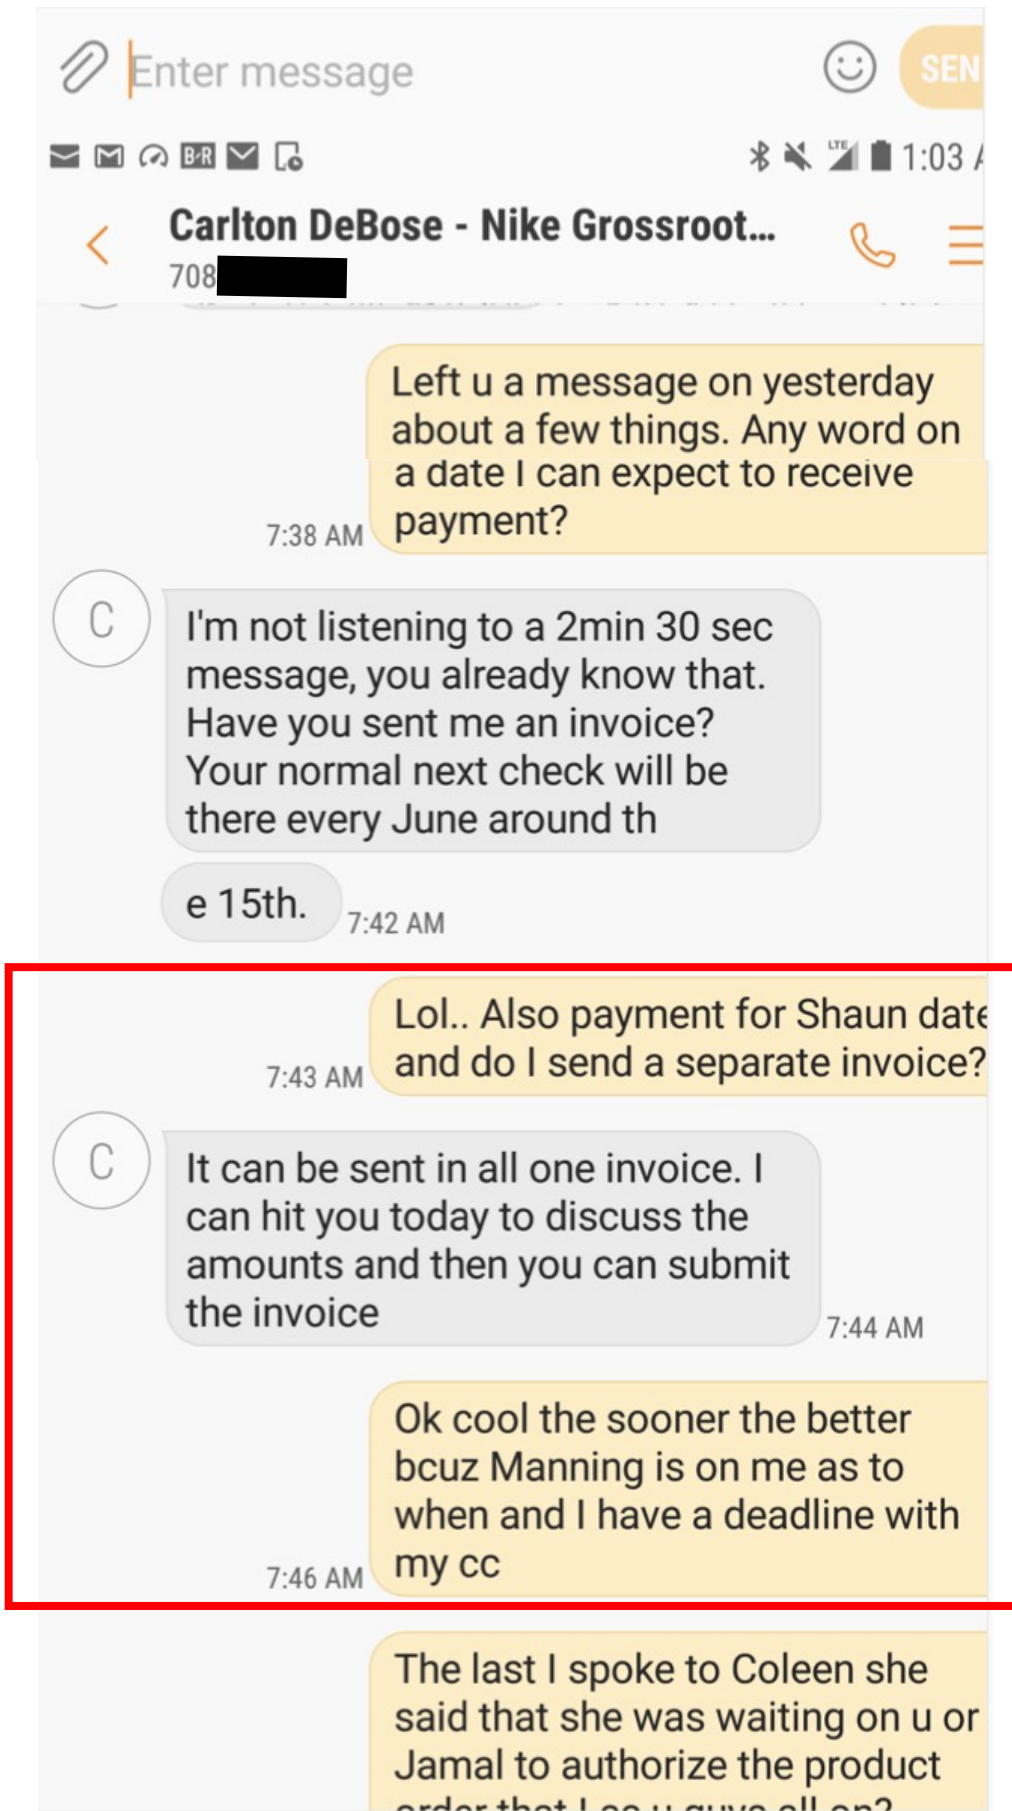 Enter message
SEN
B-R
LTE
1:03 A
Carlton DeBose - Nike Grossroot...
708
Left u a message on yesterday
about a few things. Any word on
a date I can expect to receive
payment?
7:38 AM
C
I'm not listening to a 2min 30 sec
message, you already know that.
Have you sent me an invoice?
Your normal next check will be
there every June around th
e 15th.
7:42 AM
Lol.. Also payment for Shaun date
and do I send a separate invoice?
7:43 AM
C
It can be sent in all one invoice. I
can hit you today to discuss the
amounts and then you can submit
the invoice
7:44 AM
Ok cool the sooner the better
bcuz Manning is on me as to
when and I have a deadline with
my cc
7:46 AM
The last I spoke to Coleen she
said that she was waiting on u or
Jamal to authorize the product
order that I